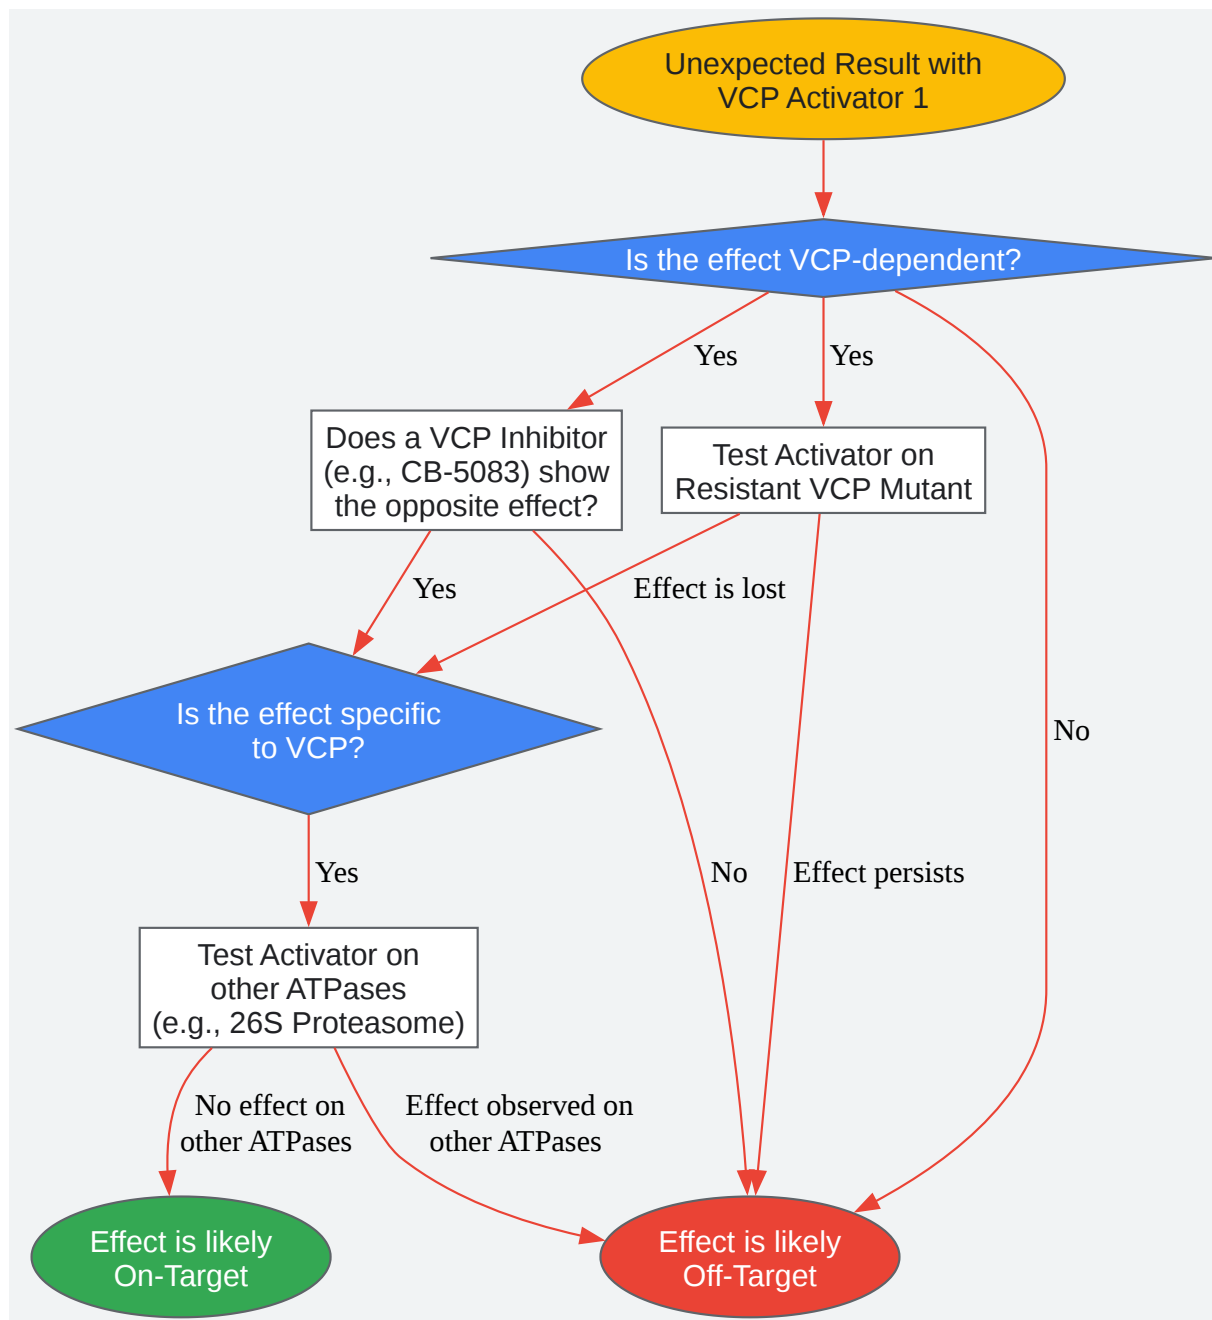 Unexpected Result with
VCP Activator 1
Is the effect VCP-dependent?
Yes
Yes
Does a VCP Inhibitor
(e.g., CB-5083) show
the opposite effect?
Test Activator on
Resistant VCP Mutant
Yes
Effect is lost
Is the effect specific
to VCP?
No
Yes
No
Effect persists
Test Activator on
other ATPases
(e.g., 26S Proteasome)
No effect on
other ATPases
Effect observed on
other ATPases
Effect is likely
On-Target
Effect is likely
Off-Target